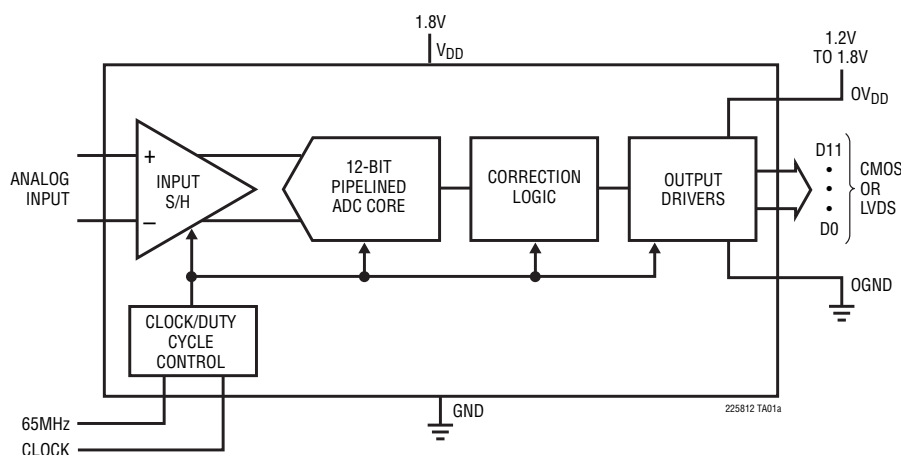 1.8V
VDD
1.2V
TO 1.8V
OVDD
ANALOG
INPUT
+
–
INPUT
S/H
12-BIT
PIPELINED
ADC CORE
CORRECTION
LOGIC
OUTPUT
DRIVERS
D11
•
•
•
D0
CMOS
OR
LVDS
OGND
CLOCK/DUTY
CYCLE
CONTROL
65MHz
CLOCK
GND
225812 TA01a